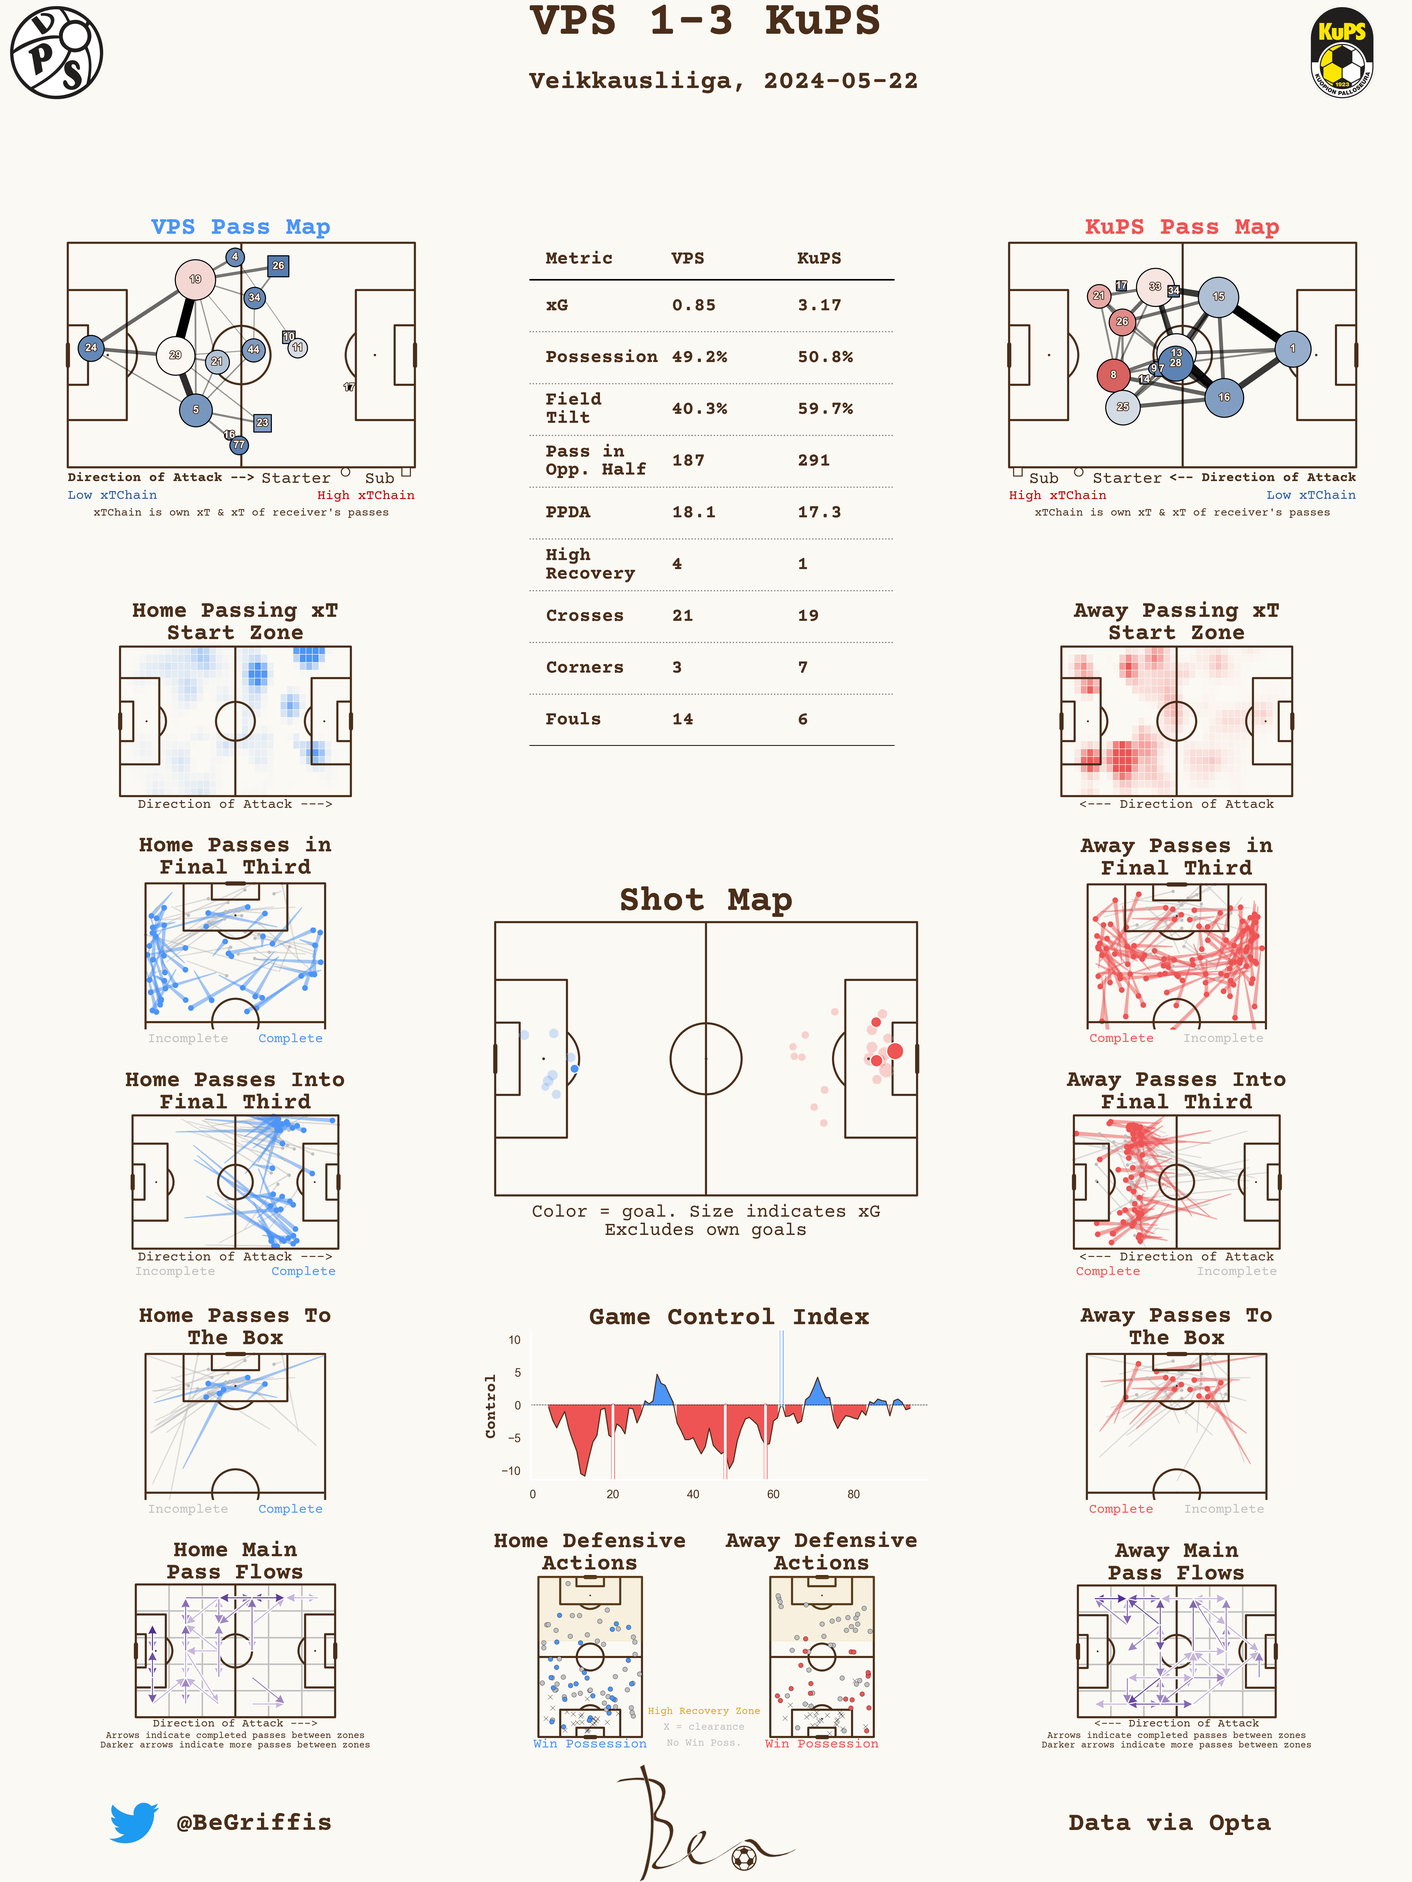 VPS 1-3 KuPS
Veikkausliiga, 2024-05-22
VPS
KuPS
1923
KUOPION PALLOSEURA
VPS Pass Map
4
26
19
34
10
11
24
29
21
44
17
5
23
16
77
Direction of Attack --> Starter Sub
Low xTChain High xTChain
xTChain is own xT & xT of receiver's passes
Metric VPS KuPS
xG 0.85 3.17
Possession 49.2% 50.8%
Field
Tilt 40.3% 59.7%
Pass in
Opp. Half 187 291
PPDA 18.1 17.3
High
Recovery 4 1
Crosses 21 19
Corners 3 7
Fouls 14 6
KuPS Pass Map
17
33
34
21
15
26
13
1
28
97
8
14
25
16
Sub Starter <-- Direction of Attack
High xTChain Low xTChain
xTChain is own xT & xT of receiver's passes
Home Passing xT
Start Zone
Direction of Attack --->
Away Passing xT
Start Zone
<--- Direction of Attack
Home Passes in
Final Third
Incomplete Complete
Away Passes in
Final Third
Complete Incomplete
Shot Map
Color = goal. Size indicates xG
Excludes own goals
Home Passes Into
Final Third
Direction of Attack --->
Incomplete Complete
Away Passes Into
Final Third
<--- Direction of Attack
Complete Incomplete
Home Passes To
The Box
Incomplete Complete
Game Control Index
Control
10
5
0
−5
−10
0 20 40 60 80
Away Passes To
The Box
Complete Incomplete
Home Main
Pass Flows
Direction of Attack --->
Arrows indicate completed passes between zones
Darker arrows indicate more passes between zones
Home Defensive
Actions
Win Possession
Away Defensive
Actions
Win Possession
High Recovery Zone
X = clearance
No Win Poss.
Away Main
Pass Flows
<--- Direction of Attack
Arrows indicate completed passes between zones
Darker arrows indicate more passes between zones
@BeGriffis
Ben
Data via Opta